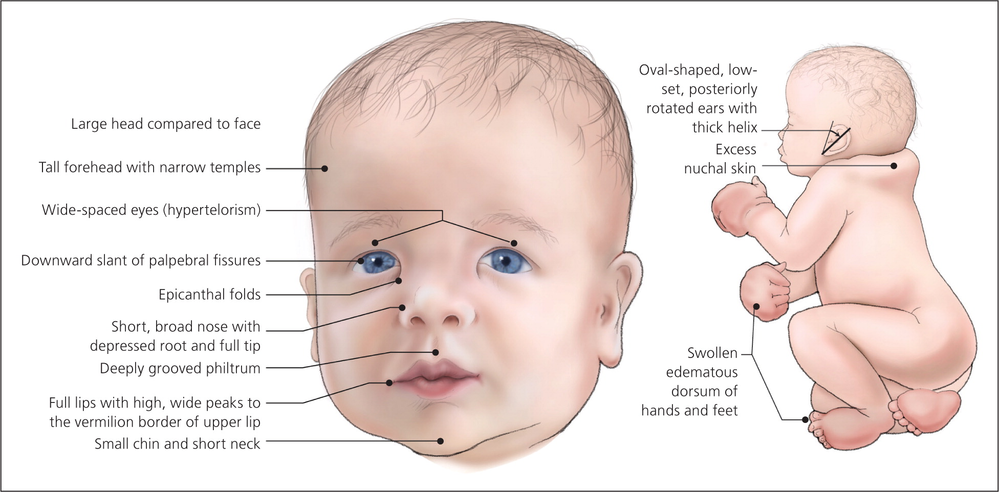 Large head compared to face
Tall forehead with narrow temples
Wide-spaced eyes (hypertelorism)
Downward slant of palpebral fissures
Epicanthal folds
Short, broad nose with
depressed root and full tip
Deeply grooved philtrum
Full lips with high, wide peaks to
the vermilion border of upper lip
Small chin and short neck
Oval-shaped, low-
set, posteriorly
rotated ears with
thick helix
Excess
nuchal skin
Swollen
edematous
dorsum of
hands and feet